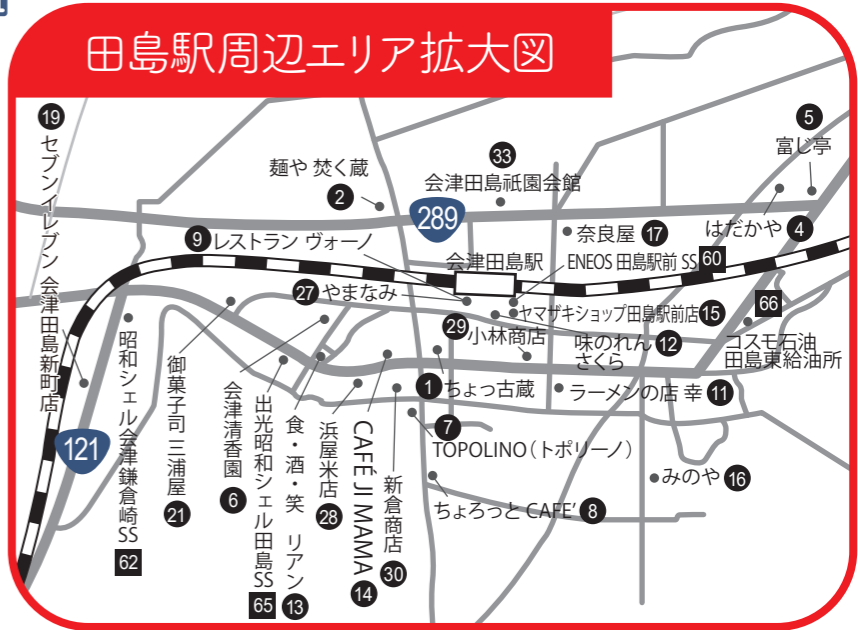 田島駅周辺エリア拡大図
19
セブンイレブン 会津田島新町店
麺や 焚く蔵
2
33
会津田島祇園会館
5
富じ亭
289
奈良屋 17
はだかや 4
9 レストラン ヴォーノ
会津田島駅
ENEOS 田島駅前 SS 60
27 やまなみ
ヤマザキショップ田島駅前店 15
66
コスモ石油
田島東給油所
29
小林商店
味のれん
さくら
12
1 ちょっ古蔵
ラーメンの店 幸 11
7
TOPOLINO(トポリーノ)
みのや 16
ちょろっと CAFE' 8
121
昭和シェル会津鎌倉崎SS
62
御菓子司 三浦屋
21
会津清香園
6
出光昭和シェル田島SS
65
食・酒・笑 リアン
13
浜屋米店
28
CAFÉ JI MAMA
14
新倉商店
30